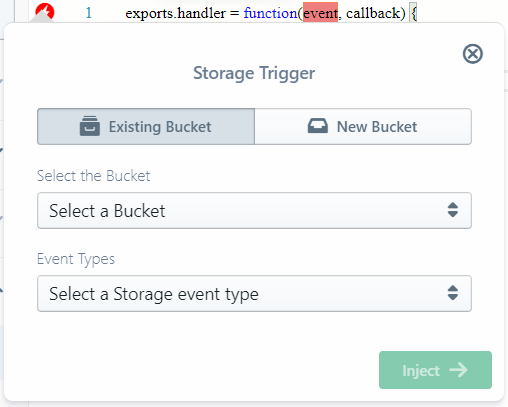 1 exports.handler = function(event, callback) {
Storage Trigger
Existing Bucket New Bucket
Select the Bucket
Select a Bucket
Event Types
Select a Storage event type
Inject